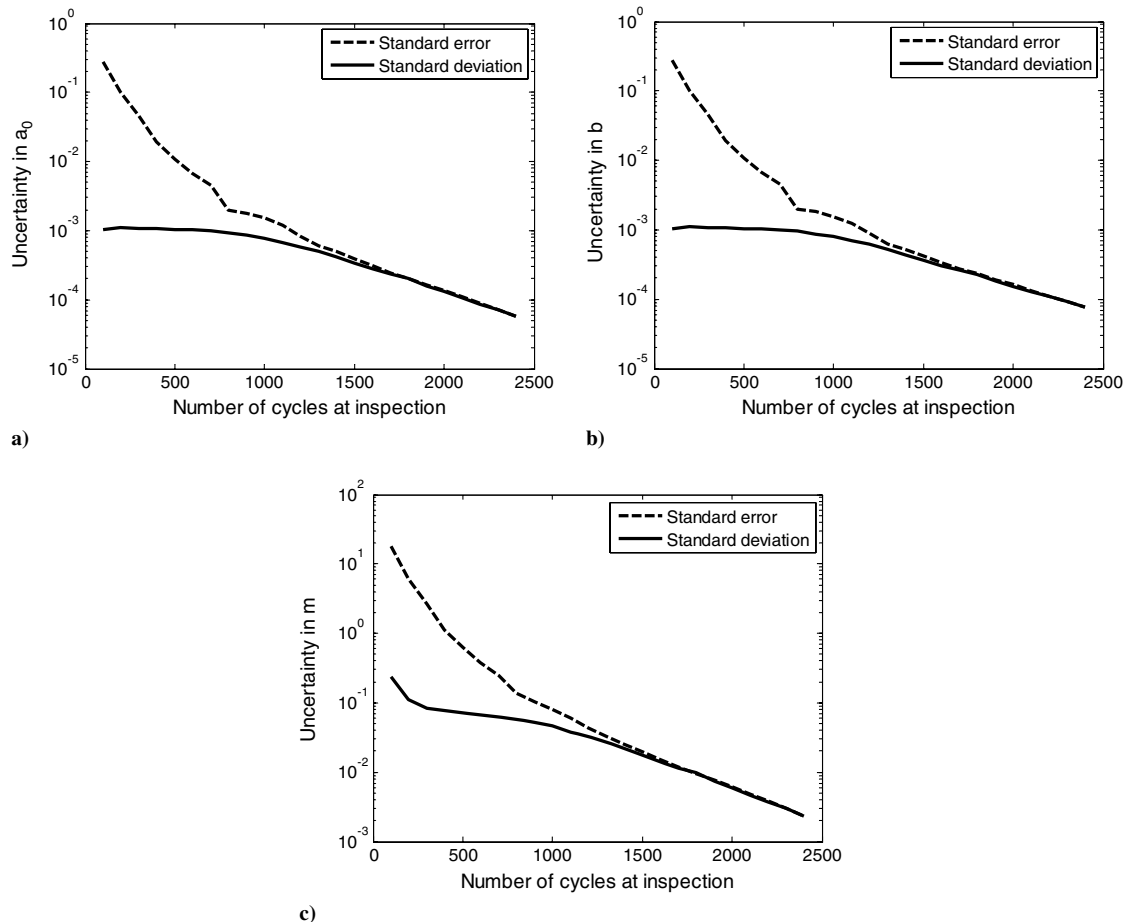 10^0
10^-1
10^-2
10^-3
10^-4
10^-5
Uncertainty in a_0
Standard error
Standard deviation
0 500 1000 1500 2000 2500
Number of cycles at inspection
a)
10^0
10^-1
10^-2
10^-3
10^-4
10^-5
Uncertainty in b
Standard error
Standard deviation
0 500 1000 1500 2000 2500
Number of cycles at inspection
b)
10^2
10^1
10^0
10^-1
10^-2
10^-3
Uncertainty in m
Standard error
Standard deviation
0 500 1000 1500 2000 2500
Number of cycles at inspection
c)